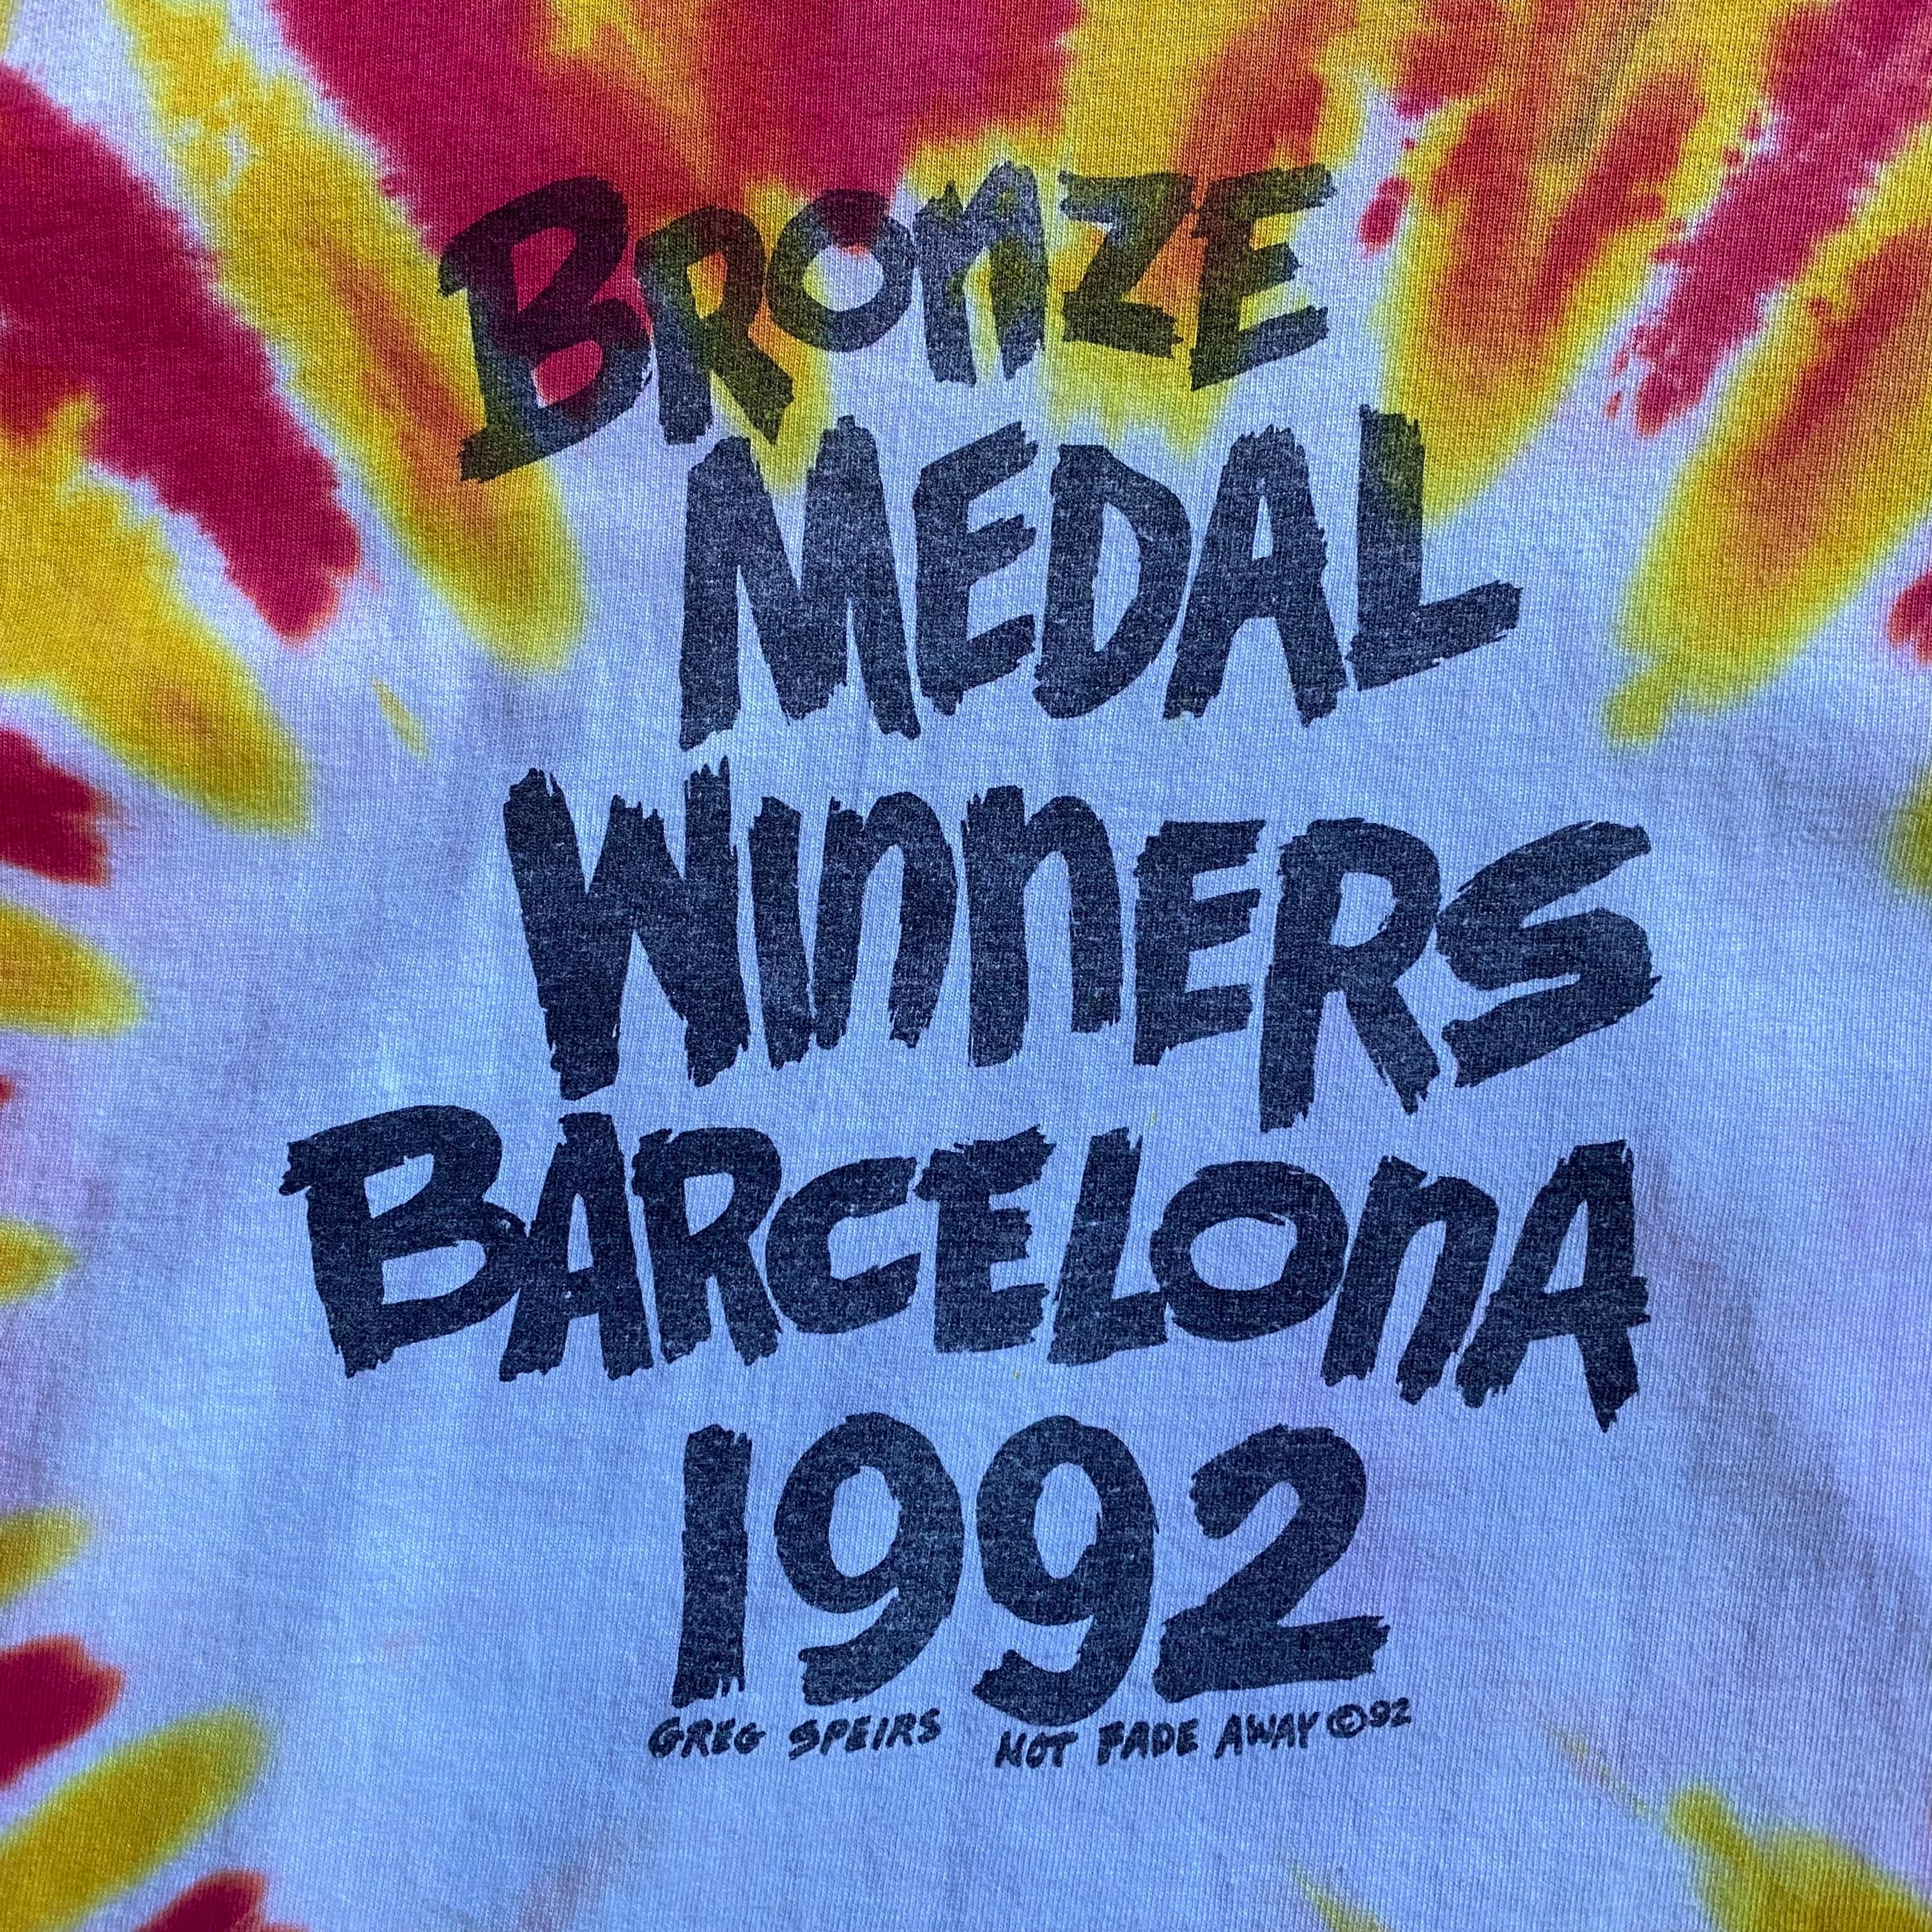 BRONZE
MEDAL
WINNERS
BARCELONA
1992
GREG SPEIRS NOT FADE AWAY ©92